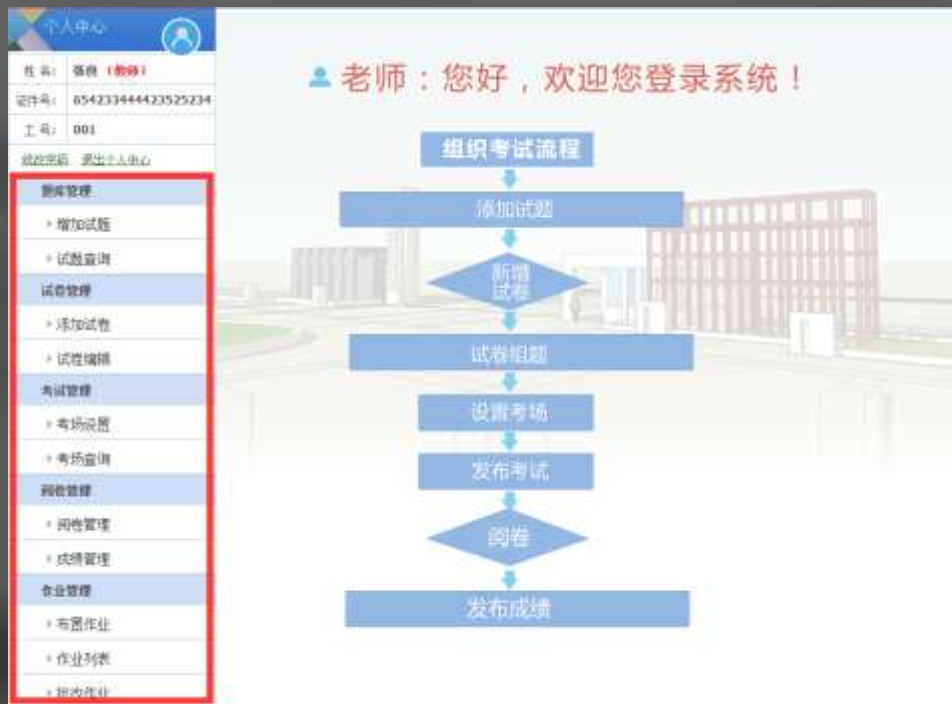 个人中心
姓 名： 张良 （教师）
证件号： 654233444423525234
工 号： 001
修改密码 退出个人中心
题库管理
增加试题
试题查询
试卷管理
添加试卷
试卷编辑
考试管理
考场设置
考场查询
阅卷管理
阅卷管理
成绩管理
作业管理
布置作业
作业列表
批改作业
老师：您好，欢迎您登录系统！
组织考试流程
添加试题
新增
试卷
试卷组题
设置考场
发布考试
阅卷
发布成绩